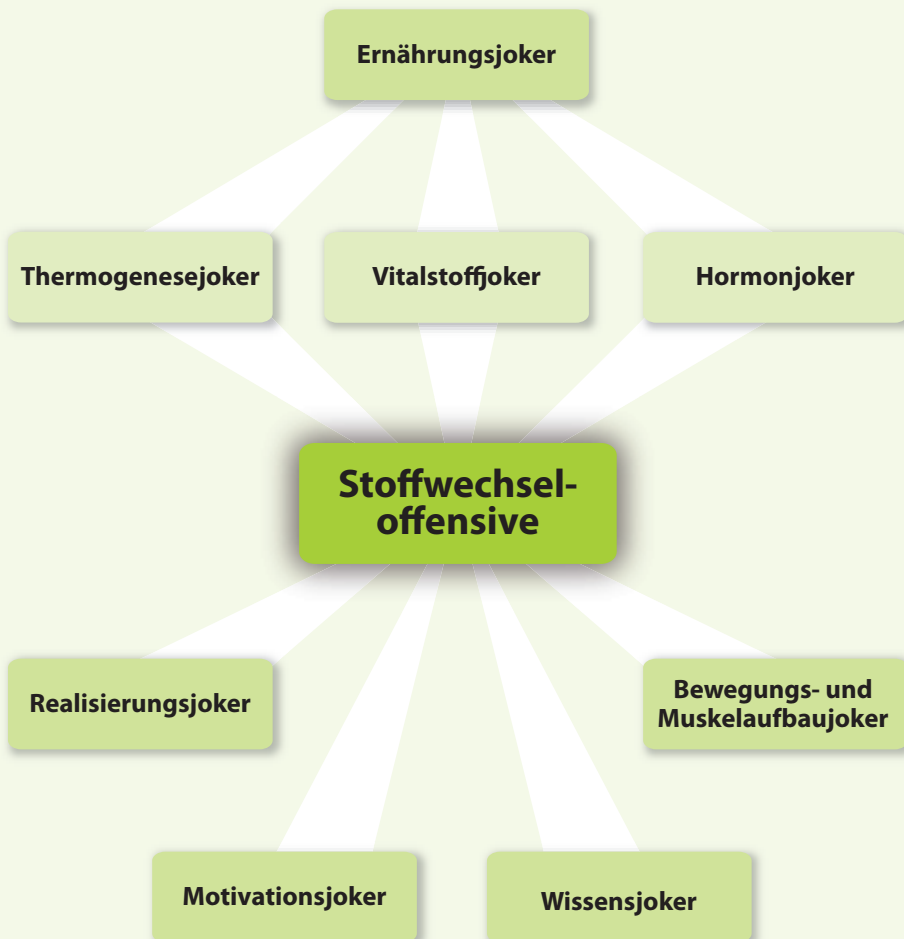 Ernährungsjoker
Thermogenesejoker
Vitalstoffjoker
Hormonjoker
Stoffwechsel-
offensive
Realisierungsjoker
Bewegungs- und
Muskelaufbaujoker
Motivationsjoker
Wissensjoker